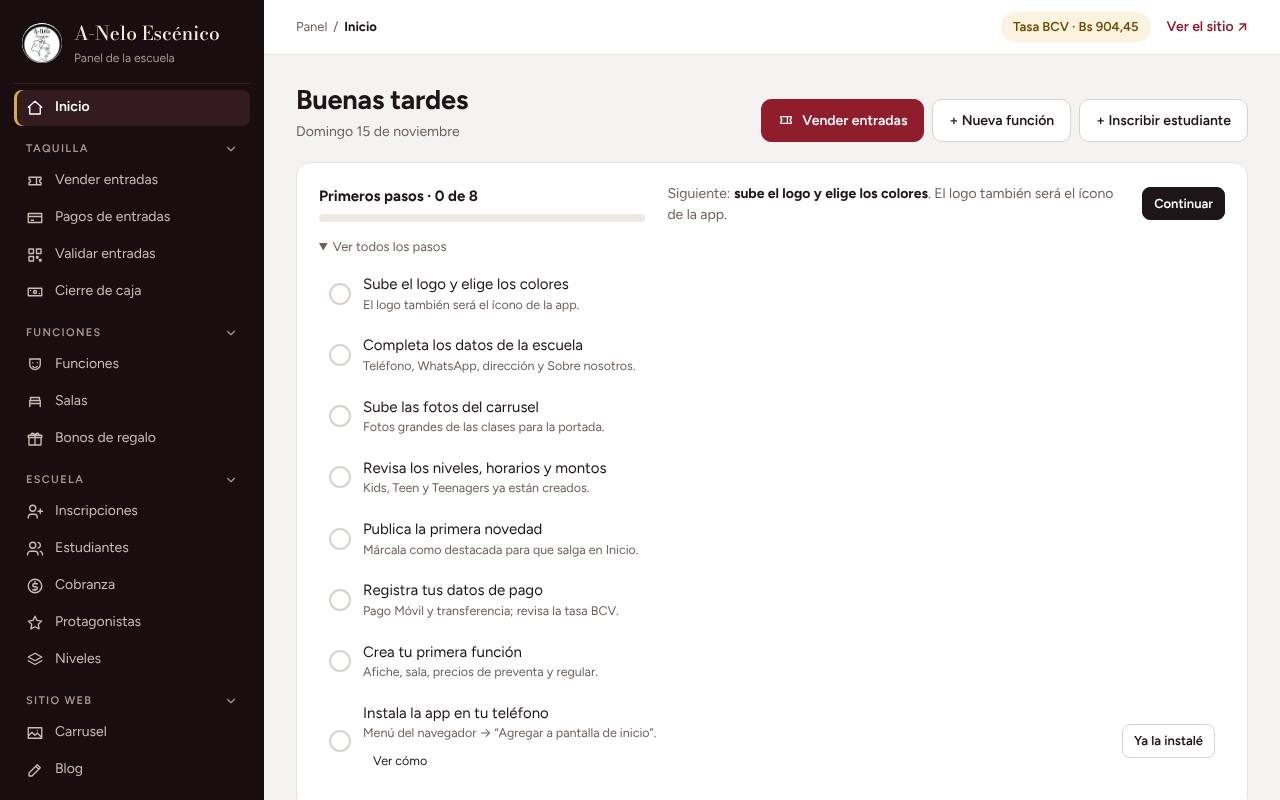 A-Nelo Escénico
Panel de la escuela
Inicio
TAQUILLA
Vender entradas
Pagos de entradas
Validar entradas
Cierre de caja
FUNCIONES
Funciones
Salas
Bonos de regalo
ESCUELA
Inscripciones
Estudiantes
Cobranza
Protagonistas
Niveles
SITIO WEB
Carrusel
Blog
Panel / Inicio
Tasa BCV · Bs 904,45
Ver el sitio ↗
Buenas tardes
Domingo 15 de noviembre
Vender entradas
+ Nueva función
+ Inscribir estudiante
Primeros pasos · 0 de 8
Siguiente: sube el logo y elige los colores. El logo también será el ícono
de la app.
Continuar
▼ Ver todos los pasos
Sube el logo y elige los colores
El logo también será el ícono de la app.
Completa los datos de la escuela
Teléfono, WhatsApp, dirección y Sobre nosotros.
Sube las fotos del carrusel
Fotos grandes de las clases para la portada.
Revisa los niveles, horarios y montos
Kids, Teen y Teenagers ya están creados.
Publica la primera novedad
Márcala como destacada para que salga en Inicio.
Registra tus datos de pago
Pago Móvil y transferencia; revisa la tasa BCV.
Crea tu primera función
Afiche, sala, precios de preventa y regular.
Instala la app en tu teléfono
Menú del navegador → “Agregar a pantalla de inicio”.
Ver cómo
Ya la instalé